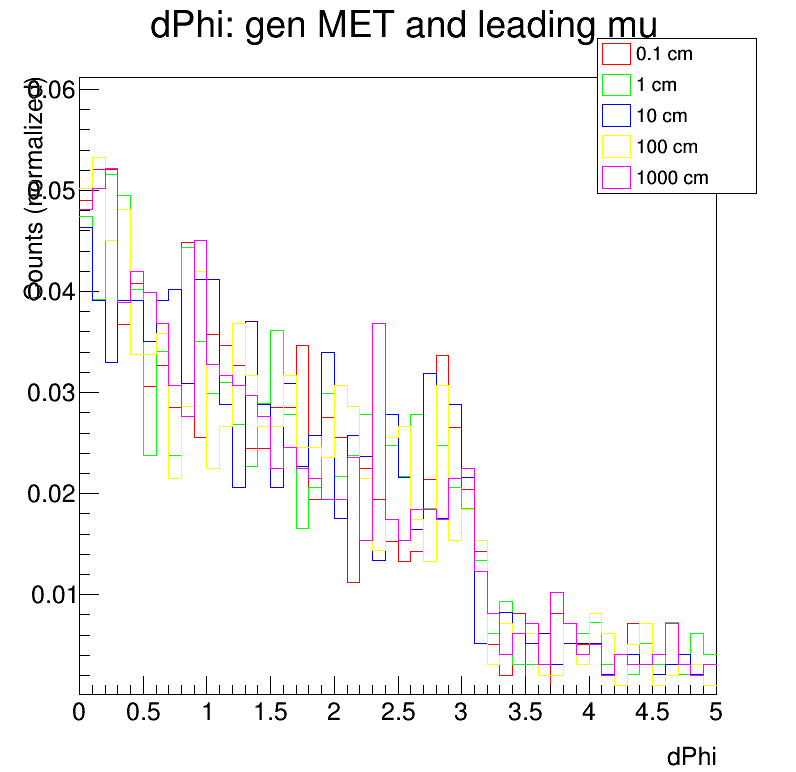 dPhi: gen MET and leading mu
0.1 cm
1 cm
10 cm
100 cm
1000 cm
Counts (normalized)
0.06
0.05
0.04
0.03
0.02
0.01
0 0.5 1 1.5 2 2.5 3 3.5 4 4.5 5
dPhi